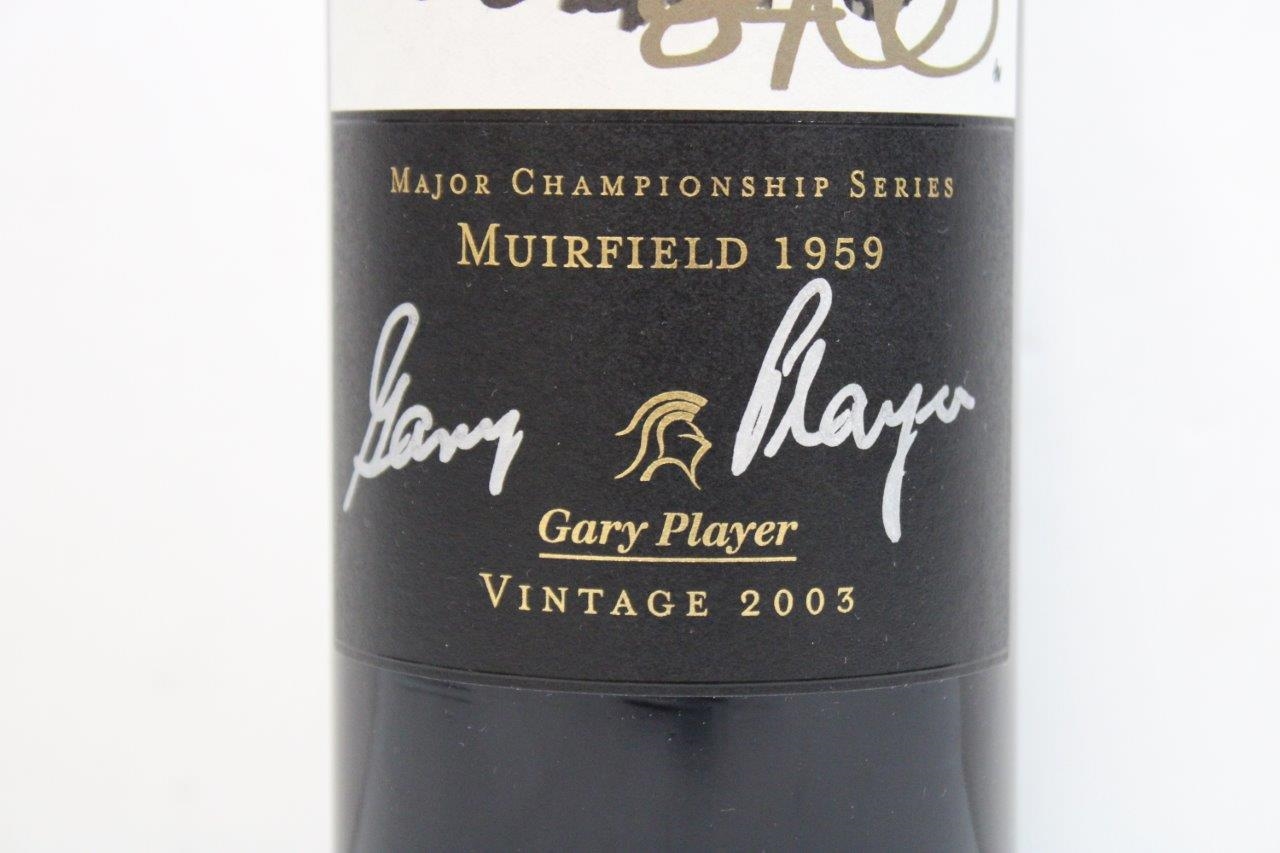 Major Championship Series
Muirfield 1959
Gary Player
Gary Player
Vintage 2003